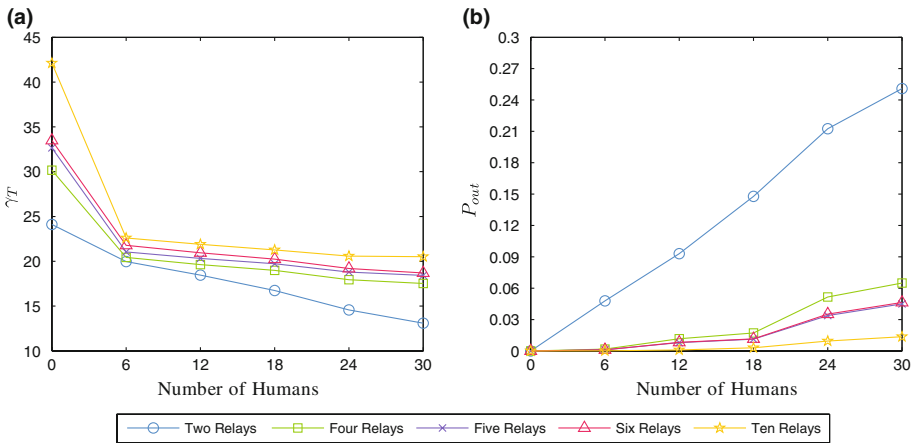 (a)
45
40
35
30
25
20
15
10
γT
0 6 12 18 24 30
Number of Humans
(b)
0.3
0.27
0.24
0.21
0.18
0.15
0.12
0.09
0.06
0.03
0
Pout
0 6 12 18 24 30
Number of Humans
Two Relays Four Relays Five Relays Six Relays Ten Relays